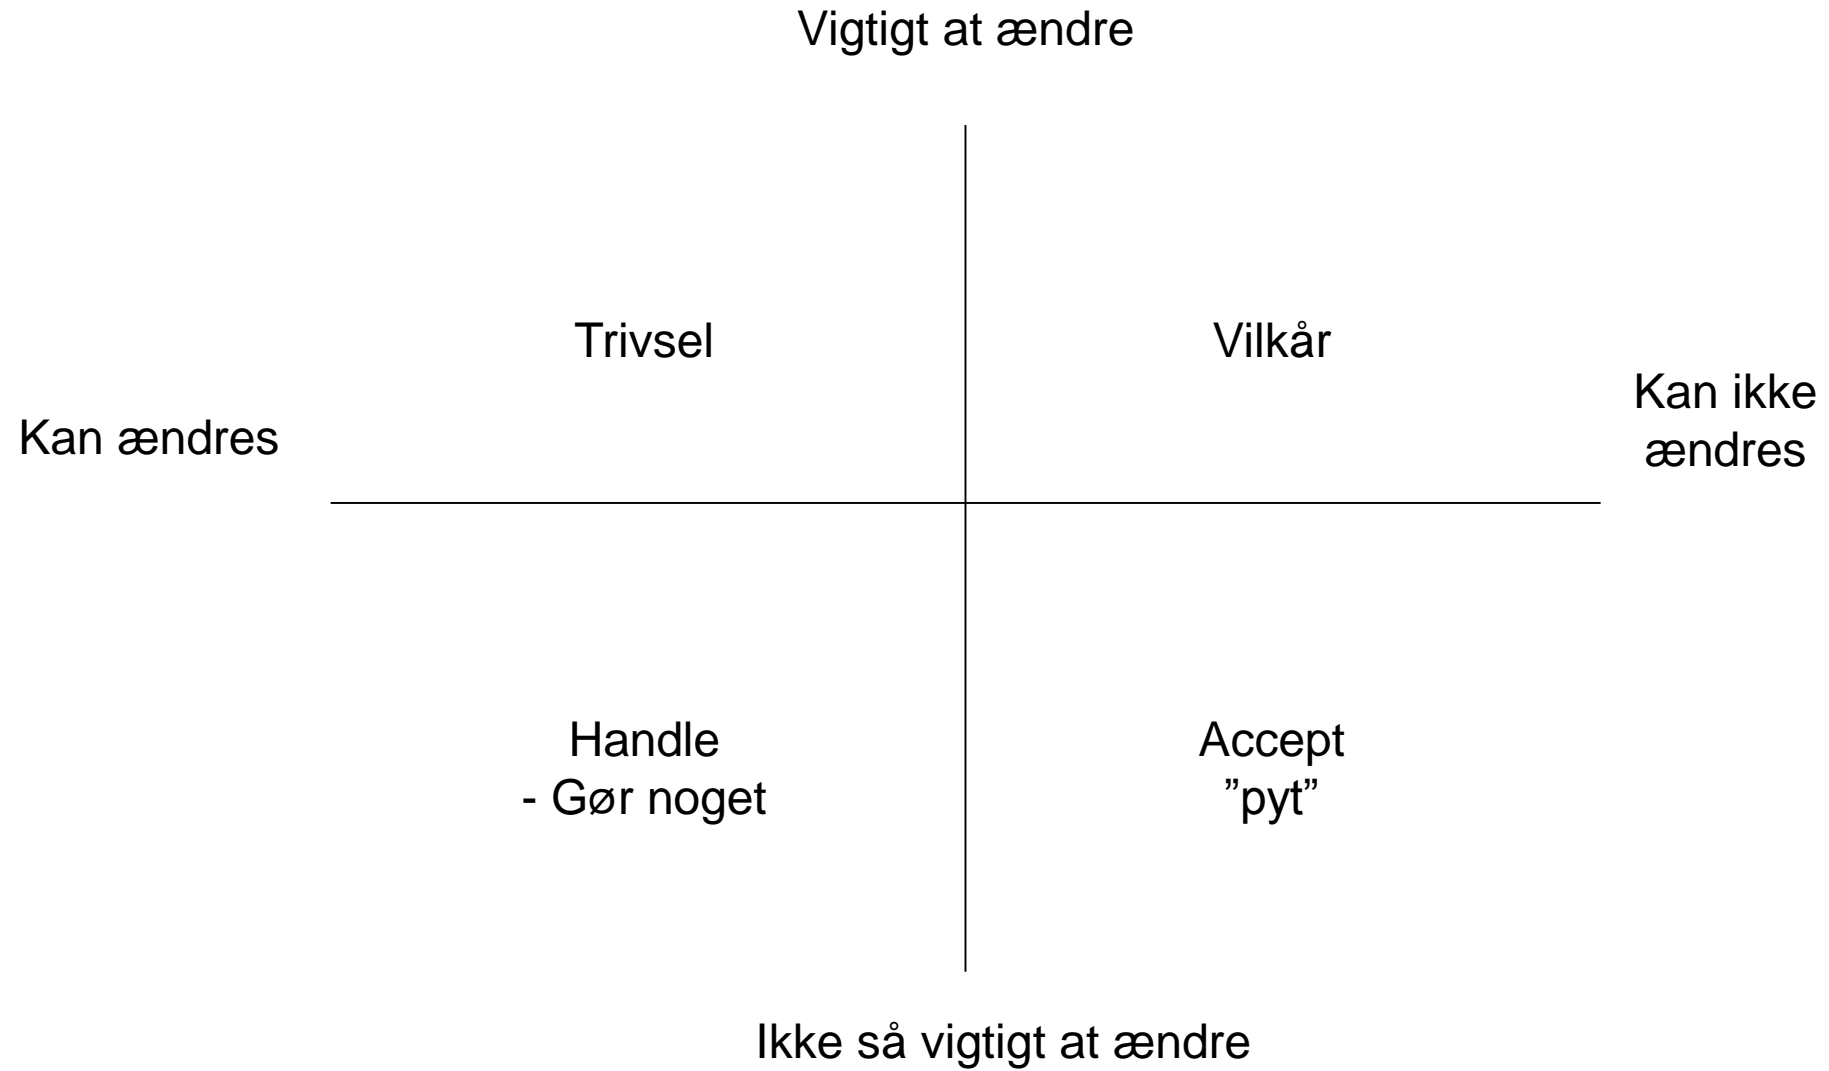 Vigtigt at ændre
Trivsel
Vilkår
Kan ændres
Kan ikke
ændres
Handle
- Gør noget
Accept
”pyt”
Ikke så vigtigt at ændre